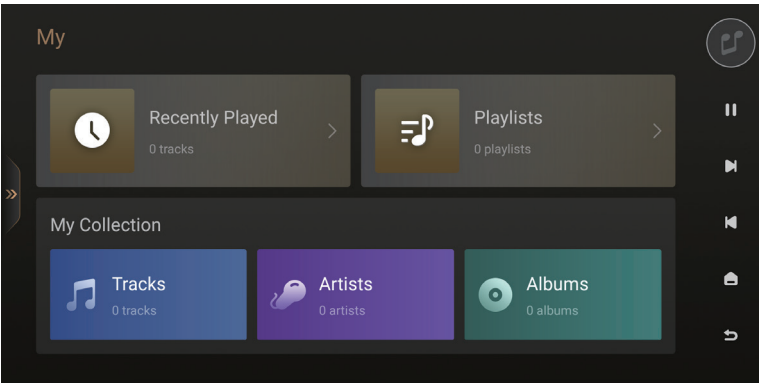 My
Recently Played
0 tracks
Playlists
0 playlists
My Collection
Tracks
0 tracks
Artists
0 artists
Albums
0 albums